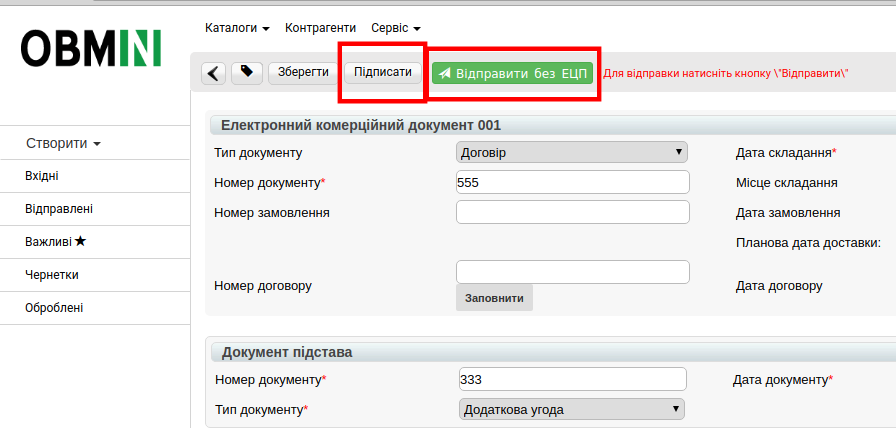 OBMIN
Каталоги Контрагенти Сервіс
Зберегти Підписати Відправити без ЕЦП Для відправки натисніть кнопку \"Відправити\"
Створити
Вхідні
Відправлені
Важливі
Чернетки
Оброблені
Електронний комерційний документ 001
Тип документу Договір Дата складання*
Номер документу* 555 Місце складання
Номер замовлення Дата замовлення
Планова дата доставки:
Номер договору Дата договору
Заповнити
Документ підстава
Номер документу* 333 Дата документу*
Тип документу* Додаткова угода